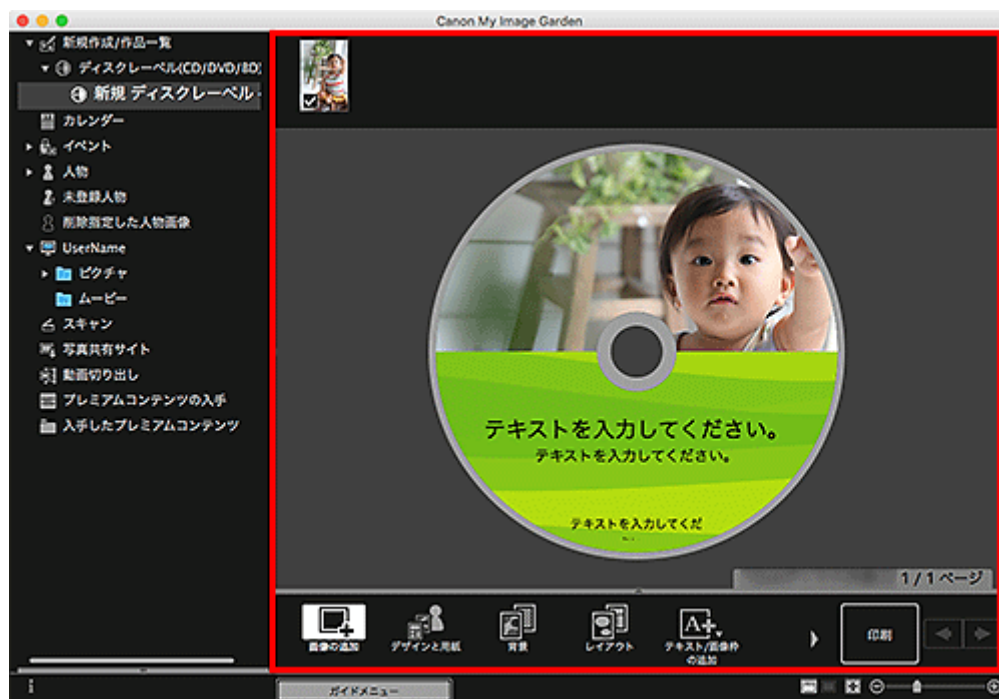 Canon My Image Garden
新規作成/作品一覧
ディスクレーベル(CD/DVD/BD)
新規 ディスクレーベル
カレンダー
イベント
人物
未登録人物
削除指定した人物画像
UserName
ピクチャ
ムービー
スキャン
写真共有サイト
動画切り出し
プレミアムコンテンツの入手
入手したプレミアムコンテンツ
テキストを入力してください。
テキストを入力してください。
テキストを入力してくだ
1/1 ページ
画像の追加
デザインと用紙
背景
レイアウト
テキスト/画像枠
の追加
印刷
ガイドメニュー